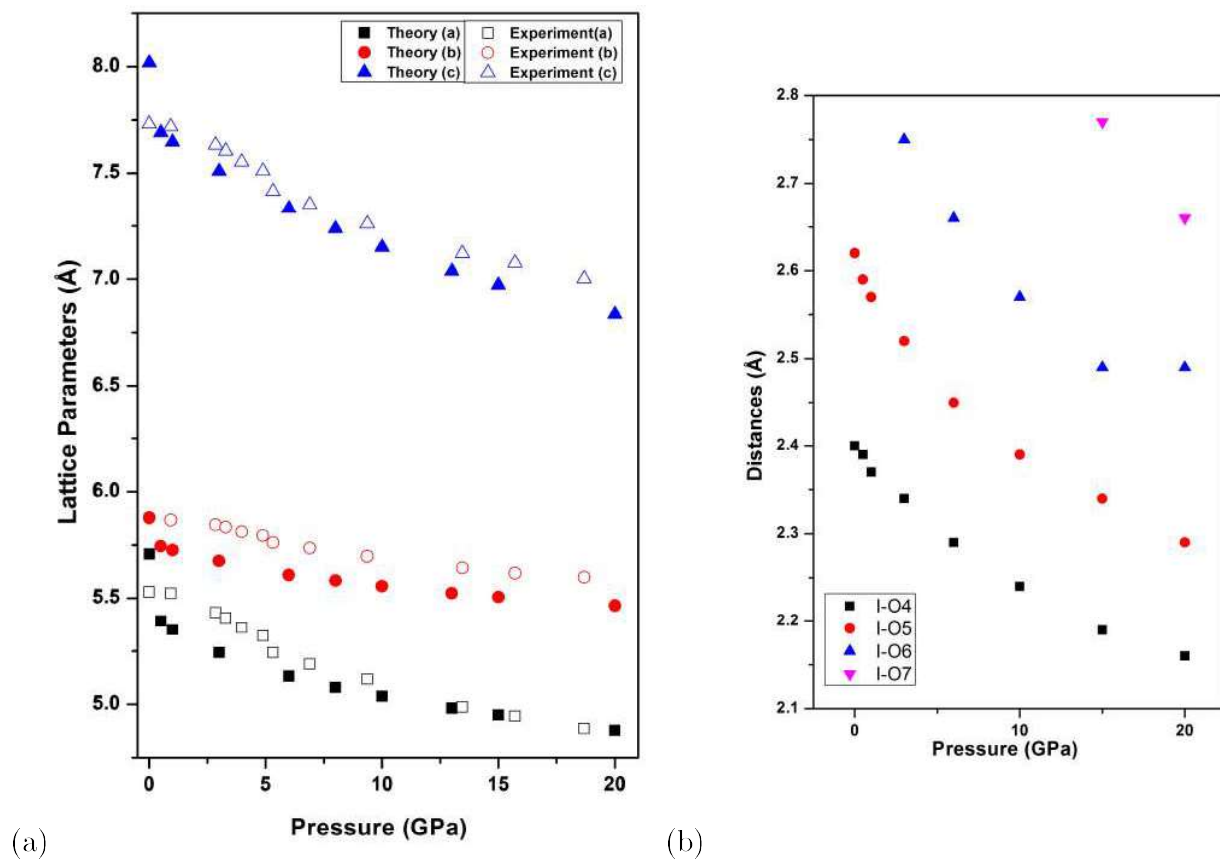 Theory (a) Experiment(a)
Theory (b) Experiment (b)
Theory (c) Experiment (c)
8.0
7.5
7.0
6.5
6.0
5.5
5.0
Lattice Parameters (Å)
0 5 10 15 20
Pressure (GPa)
(a)
2.8
2.7
2.6
2.5
2.4
2.3
2.2
2.1
Distances (Å)
I-O4
I-O5
I-O6
I-O7
0 10 20
Pressure (GPa)
(b)